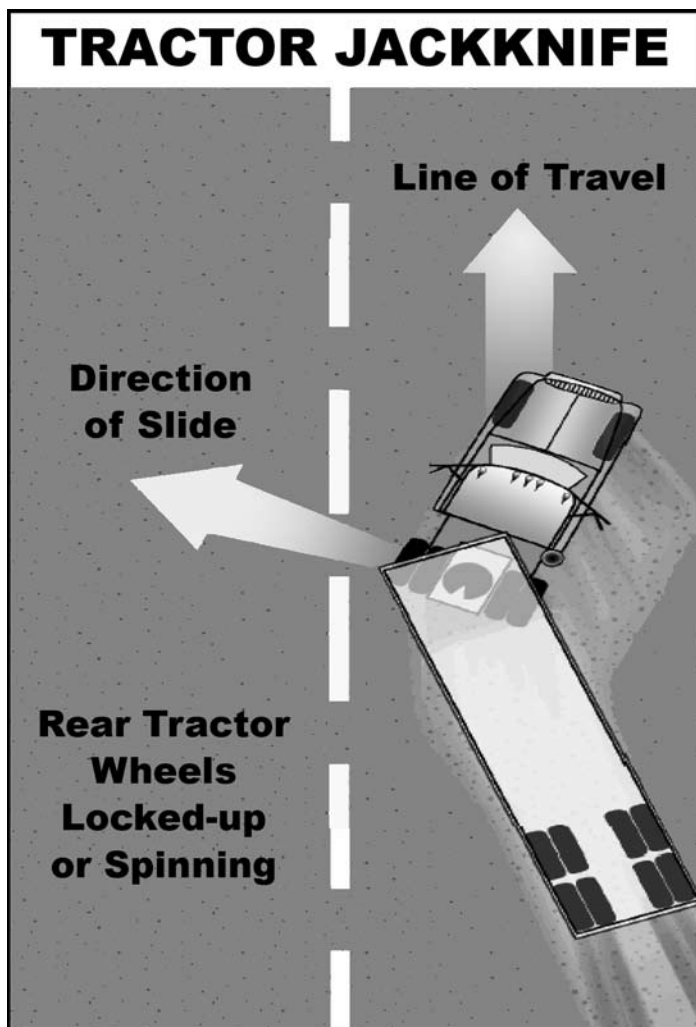 TRACTOR JACKKNIFE
Line of Travel
Direction
of Slide
Rear Tractor
Wheels
Locked-up
or Spinning